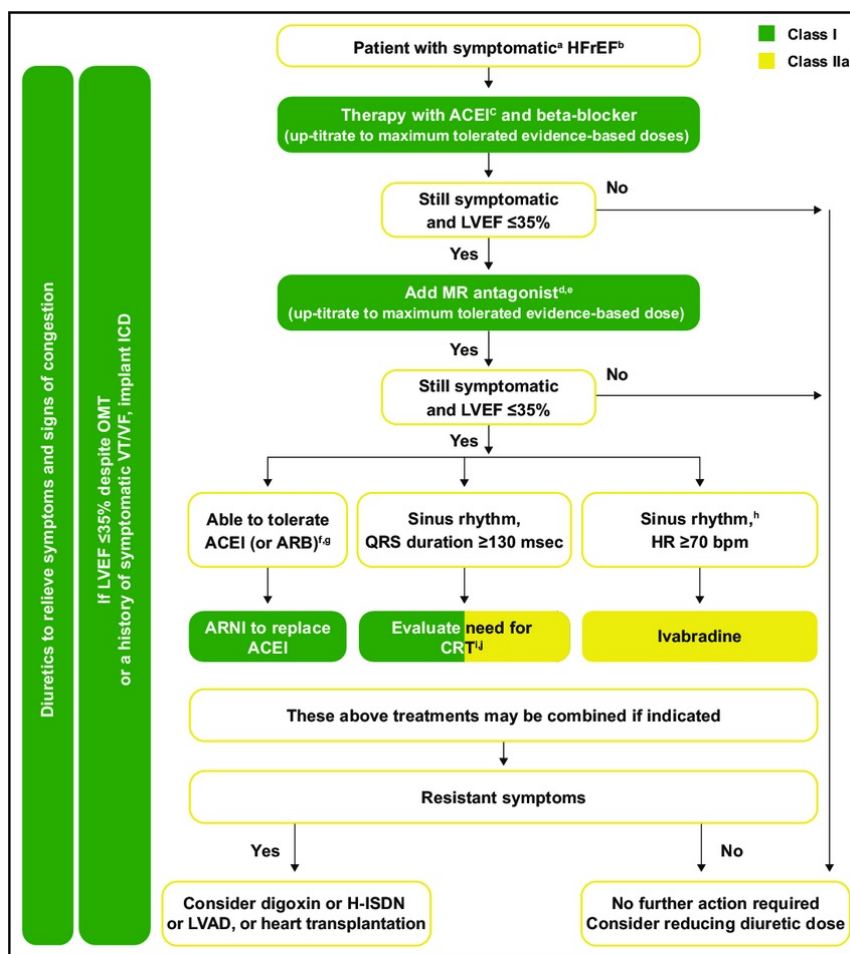 Class I
Class IIa
Patient with symptomaticᵃ HFrEFᵇ
Therapy with ACEIᶜ and beta-blocker
(up-titrate to maximum tolerated evidence-based doses)
Still symptomatic
and LVEF ≤35%
No
Yes
Add MR antagonistᵈ,ᵉ
(up-titrate to maximum tolerated evidence-based dose)
Yes
Still symptomatic
and LVEF ≤35%
No
Yes
Able to tolerate
ACEI (or ARB)ᶠ,ᵍ
Sinus rhythm,
QRS duration ≥130 msec
Sinus rhythm,ʰ
HR ≥70 bpm
ARNI to replace
ACEI
Evaluate need for
CRTⁱ,ʲ
Ivabradine
These above treatments may be combined if indicated
Resistant symptoms
Yes
No
Consider digoxin or H-ISDN
or LVAD, or heart transplantation
No further action required
Consider reducing diuretic dose
Diuretics to relieve symptoms and signs of congestion
If LVEF ≤35% despite OMT
or a history of symptomatic VT/VF, implant ICD